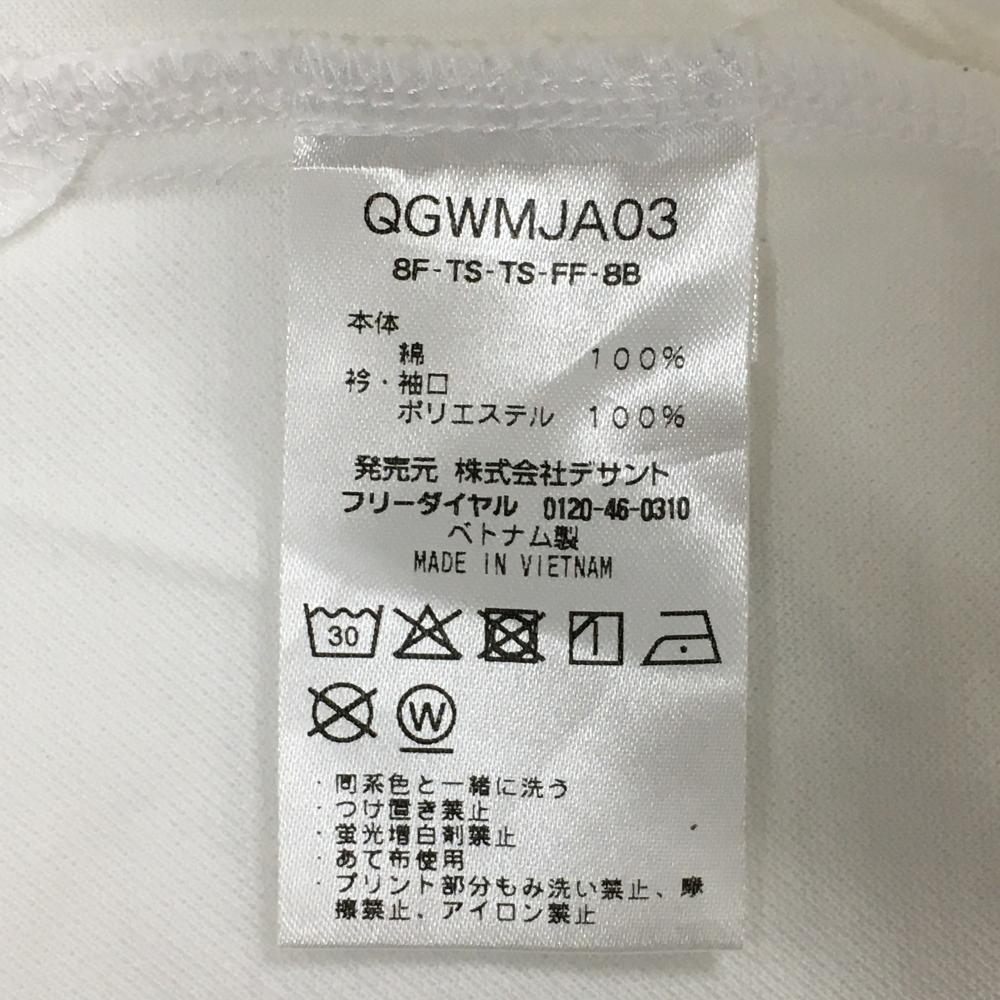 QGWMJA03
8F-TS-TS-FF-8B
本体
綿 100%
衿・袖口
ポリエステル 100%
発売元 株式会社デサント
フリーダイヤル 0120-46-0310
ベトナム製
MADE IN VIETNAM
30
W
・同系色と一緒に洗う
・つけ置き禁止
・蛍光増白剤禁止
・あて布使用
・プリント部分もみ洗い禁止、摩
擦禁止、アイロン禁止